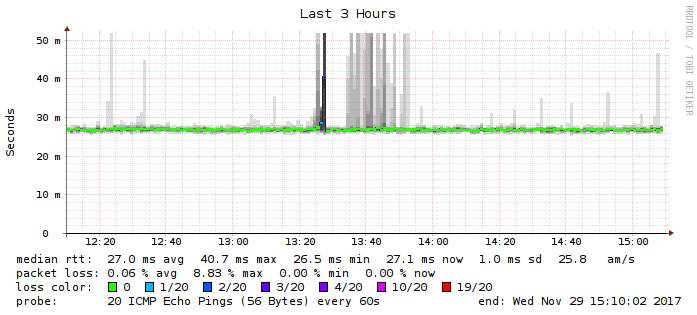 Last 3 Hours
RRDTOOL / TOBI OETIKER
Seconds
50 m
40 m
30 m
20 m
10 m
0
12:20 12:40 13:00 13:20 13:40 14:00 14:20 14:40 15:00
median rtt: 27.0 ms avg 40.7 ms max 26.5 ms min 27.1 ms now 1.0 ms sd 25.8 am/s
packet loss: 0.06 % avg 8.83 % max 0.00 % min 0.00 % now
loss color: 0 1/20 2/20 3/20 4/20 10/20 19/20
probe: 20 ICMP Echo Pings (56 Bytes) every 60s end: Wed Nov 29 15:10:02 2017